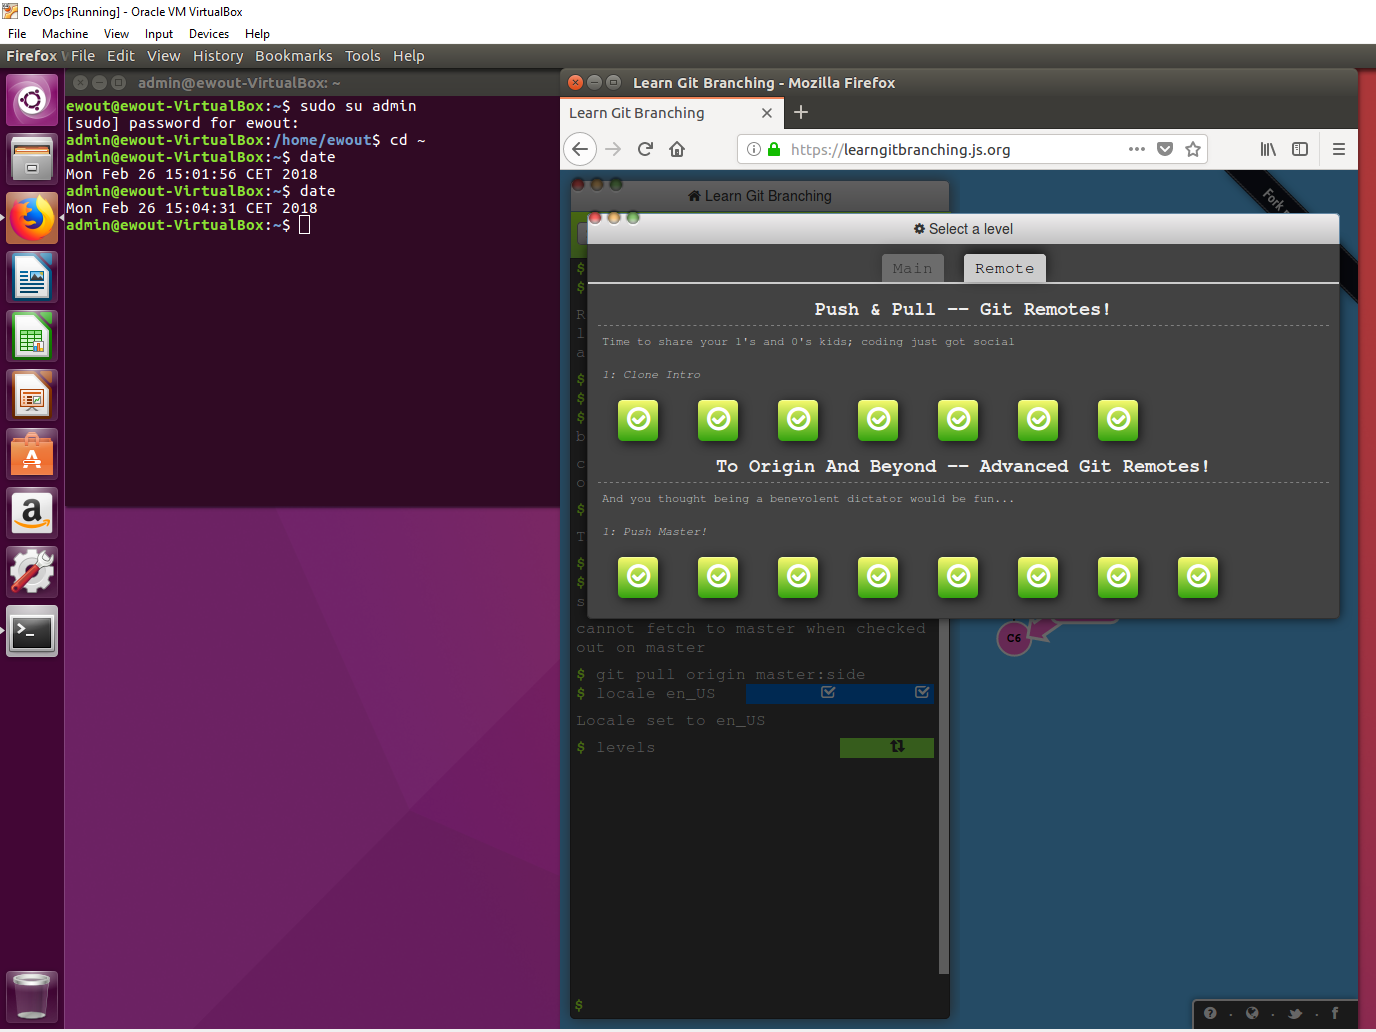 DevOps [Running] - Oracle VM VirtualBox
File Machine View Input Devices Help
Firefox W File Edit View History Bookmarks Tools Help
admin@ewout-VirtualBox: ~
ewout@ewout-VirtualBox:~$ sudo su admin
[sudo] password for ewout:
admin@ewout-VirtualBox:/home/ewout$ cd ~
admin@ewout-VirtualBox:~$ date
Mon Feb 26 15:01:56 CET 2018
admin@ewout-VirtualBox:~$ date
Mon Feb 26 15:04:31 CET 2018
admin@ewout-VirtualBox:~$
Learn Git Branching - Mozilla Firefox
Learn Git Branching
https://learngitbranching.js.org
Learn Git Branching
Fork
Select a level
Main Remote
Push & Pull -- Git Remotes!
Time to share your 1's and 0's kids; coding just got social
1: Clone Intro
To Origin And Beyond -- Advanced Git Remotes!
And you thought being a benevolent dictator would be fun...
1: Push Master!
cannot fetch to master when checked
out on master
$ git pull origin master:side
$ locale en_US
Locale set to en_US
$ levels
$
C6